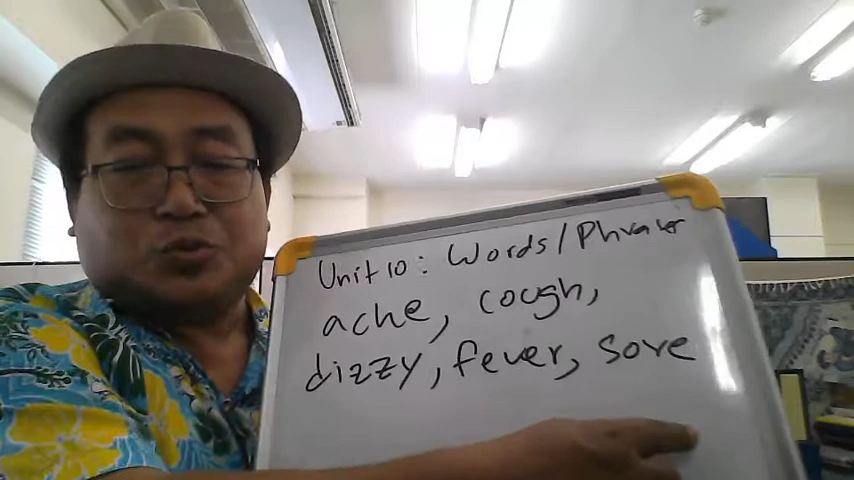 Unit 10: Words/Phrases
ache, cough,
dizzy, fever, sore